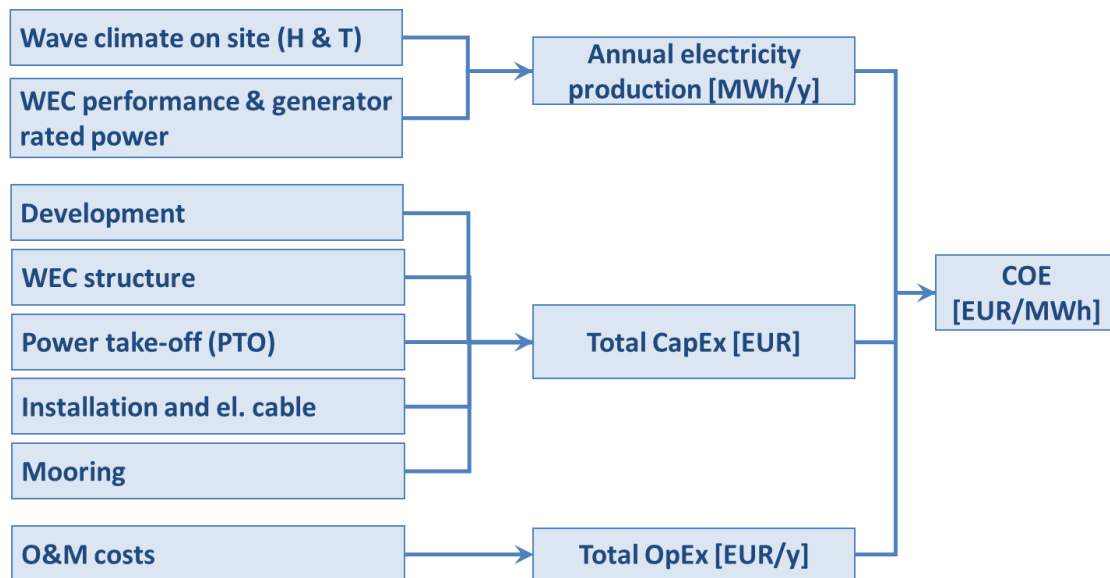 Wave climate on site (H & T)
WEC performance & generator
rated power
Annual electricity
production [MWh/y]
Development
WEC structure
Power take-off (PTO)
Installation and el. cable
Mooring
Total CapEx [EUR]
O&M costs
Total OpEx [EUR/y]
COE
[EUR/MWh]